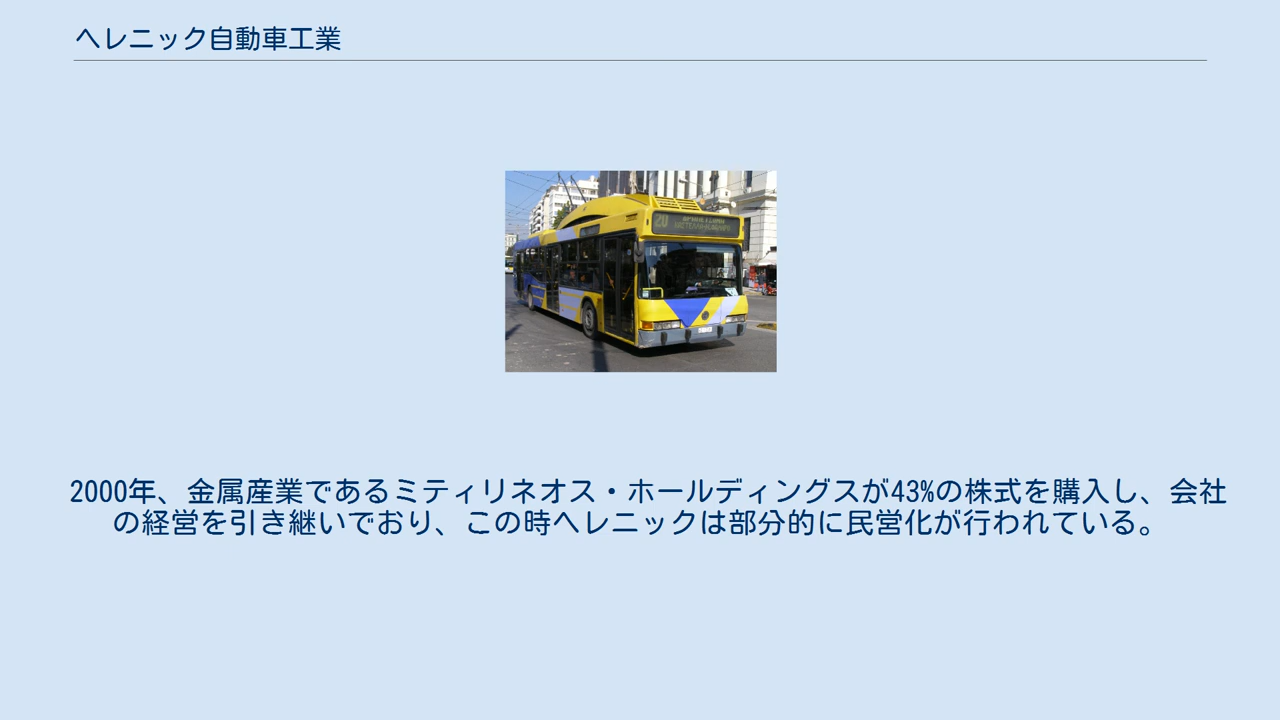 ヘレニック自動車工業
20
2000年、金属産業であるミティリネオス・ホールディングスが43%の株式を購入し、会社
の経営を引き継いでおり、この時ヘレニックは部分的に民営化が行われている。